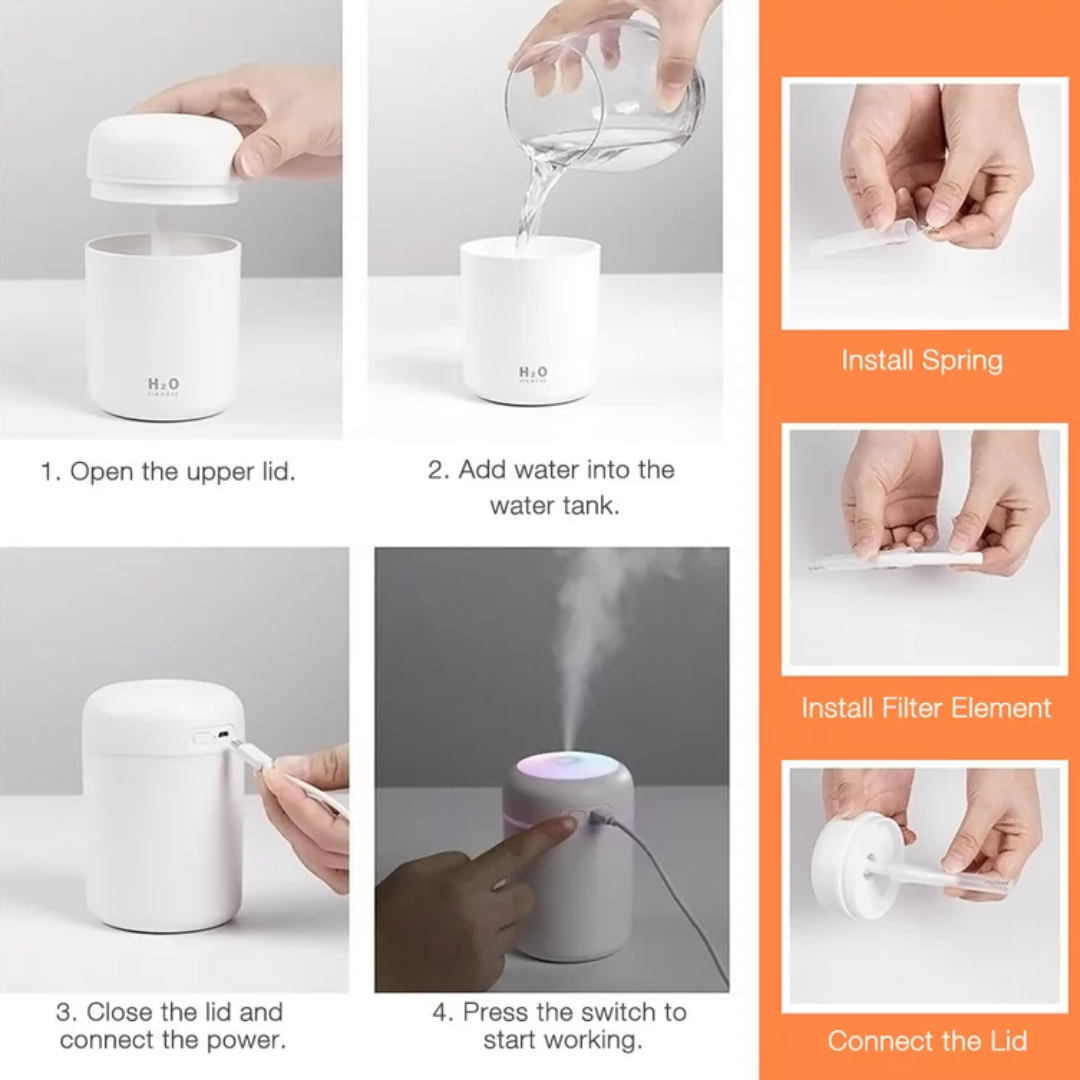 H₂O
H₂O
1. Open the upper lid.
2. Add water into the
water tank.
3. Close the lid and
connect the power.
4. Press the switch to
start working.
Install Spring
Install Filter Element
Connect the Lid